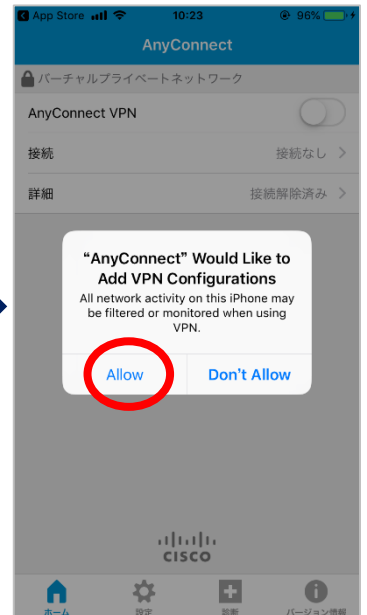 App Store 10:23 96%
AnyConnect
バーチャルプライベートネットワーク
AnyConnect VPN
接続 接続なし
詳細 接続解除済み
“AnyConnect” Would Like to
Add VPN Configurations
All network activity on this iPhone may
be filtered or monitored when using
VPN.
Allow Don’t Allow
CISCO
ホーム 設定 診断 バージョン情報